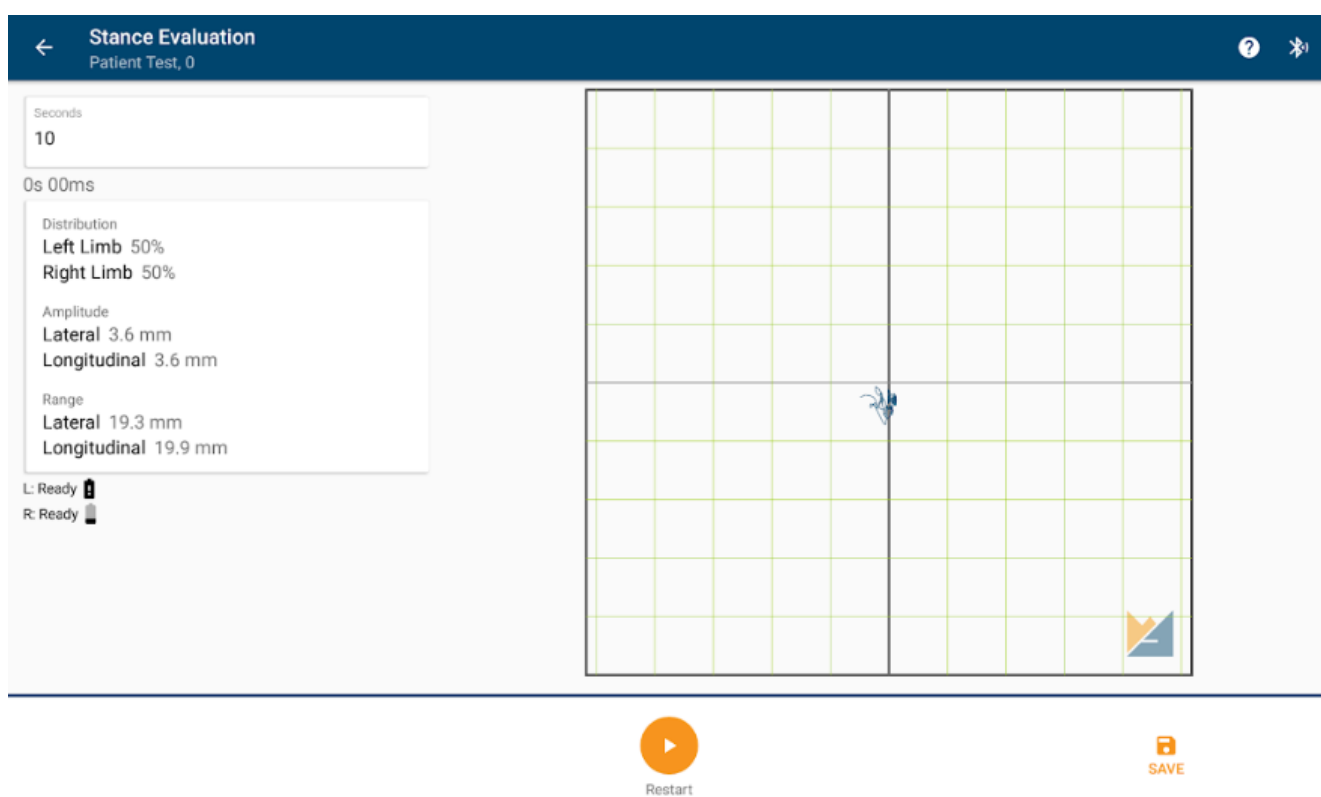 Stance Evaluation
Patient Test, 0
Seconds
10
0s 00ms
Distribution
Left Limb 50%
Right Limb 50%
Amplitude
Lateral 3.6 mm
Longitudinal 3.6 mm
Range
Lateral 19.3 mm
Longitudinal 19.9 mm
L: Ready
R: Ready
Restart
SAVE